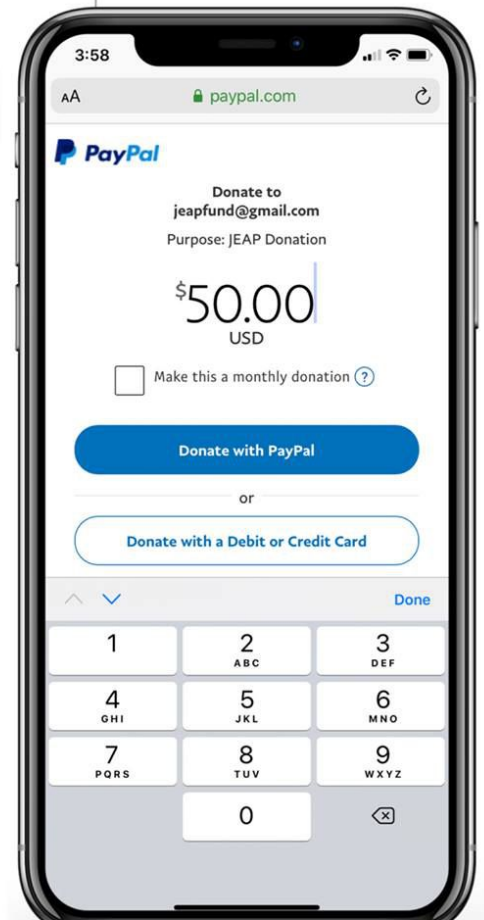 3:58
AA
paypal.com
PayPal
Donate to
jeapfund@gmail.com
Purpose: JEAP Donation
$50.00
USD
Make this a monthly donation ?
Donate with PayPal
or
Donate with a Debit or Credit Card
Done
1
2
ABC
3
DEF
4
GHI
5
JKL
6
MNO
7
PQRS
8
TUV
9
WXYZ
0